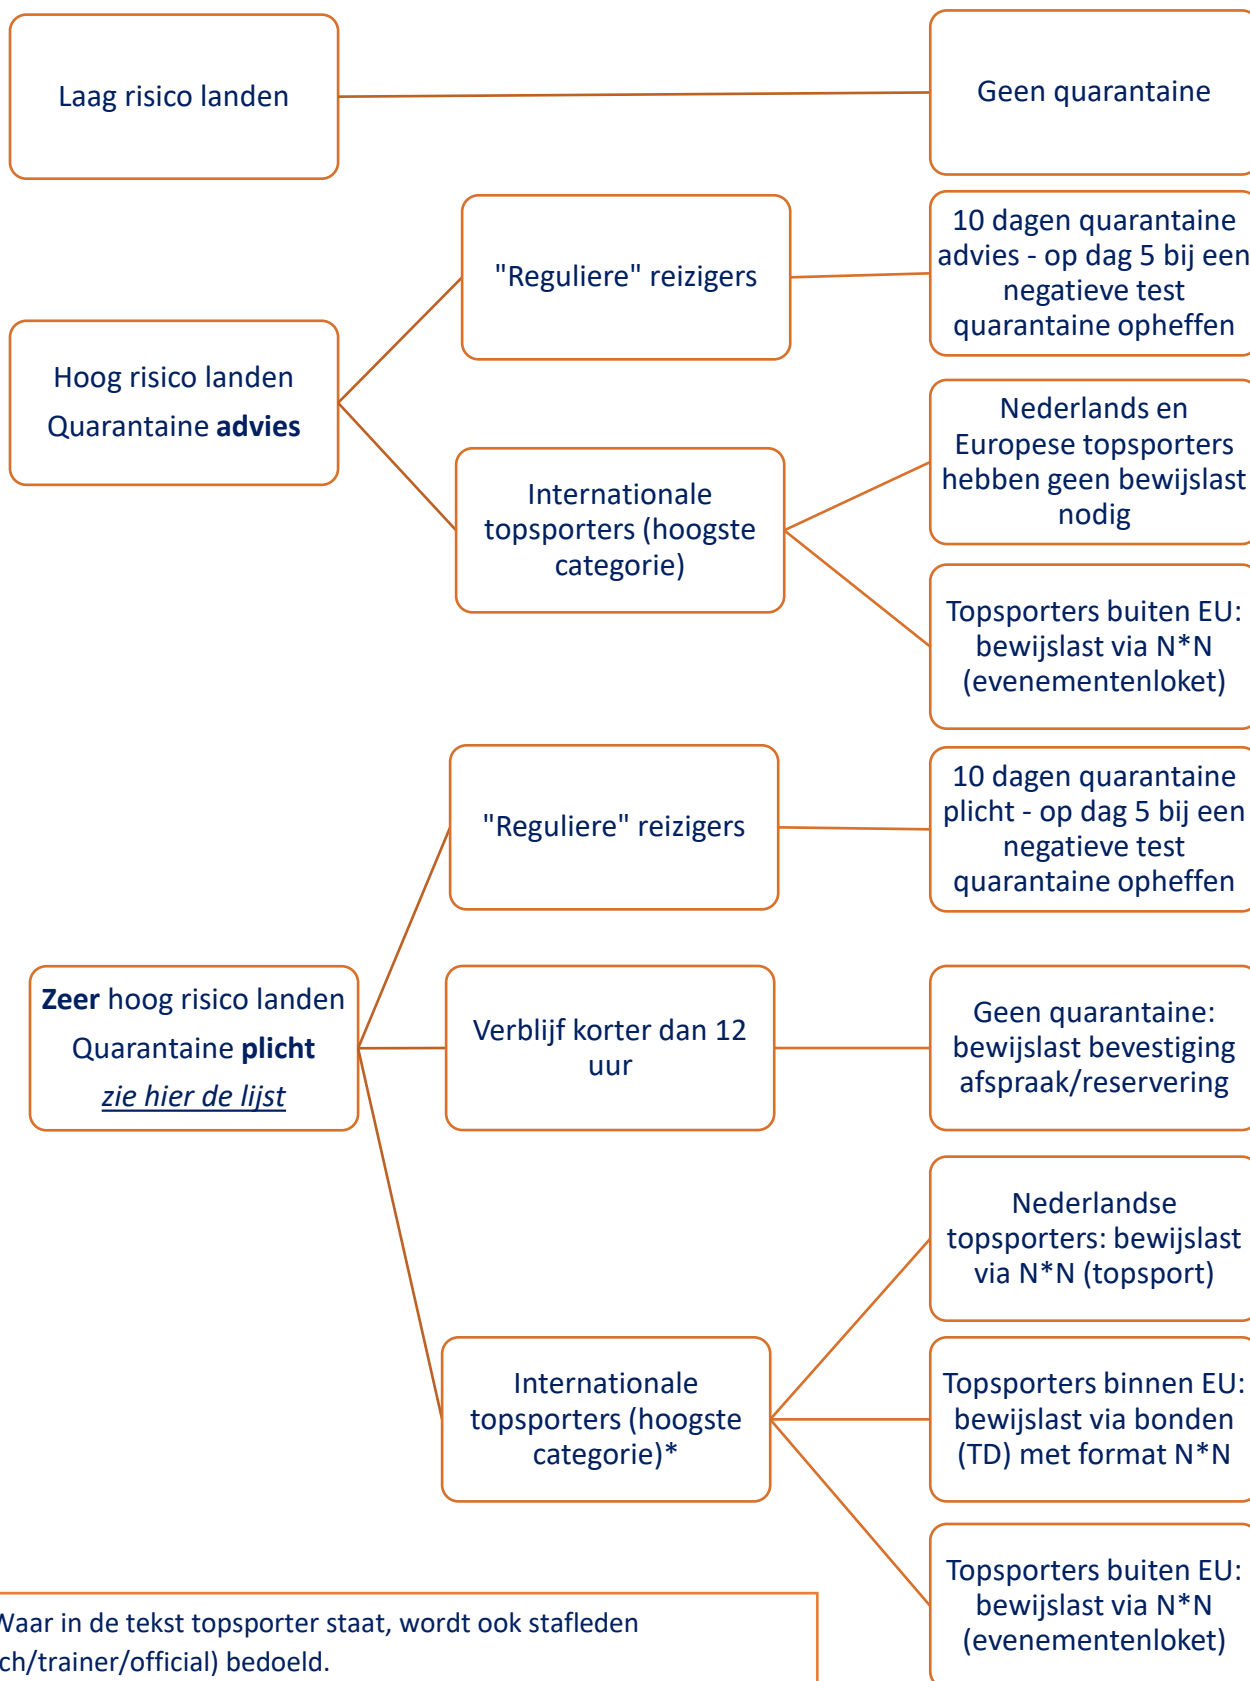 Laag risico landen
Geen quarantaine
"Reguliere" reizigers
10 dagen quarantaine
advies - op dag 5 bij een
negatieve test
quarantaine opheffen
Hoog risico landen
Quarantaine advies
Internationale
topsporters (hoogste
categorie)
Nederlands en
Europese topsporters
hebben geen bewijslast
nodig
Topsporters buiten EU:
bewijslast via N*N
(evenementenloket)
"Reguliere" reizigers
10 dagen quarantaine
plicht - op dag 5 bij een
negatieve test
quarantaine opheffen
Zeer hoog risico landen
Quarantaine plicht
zie hier de lijst
Verblijf korter dan 12
uur
Geen quarantaine:
bewijslast bevestiging
afspraak/reservering
Internationale
topsporters (hoogste
categorie)*
Nederlandse
topsporters: bewijslast
via N*N (topsport)
Topsporters binnen EU:
bewijslast via bonden
(TD) met format N*N
Topsporters buiten EU:
bewijslast via N*N
(evenementenloket)
Waar in de tekst topsporter staat, wordt ook stafleden
ch/trainer/official) bedoeld.